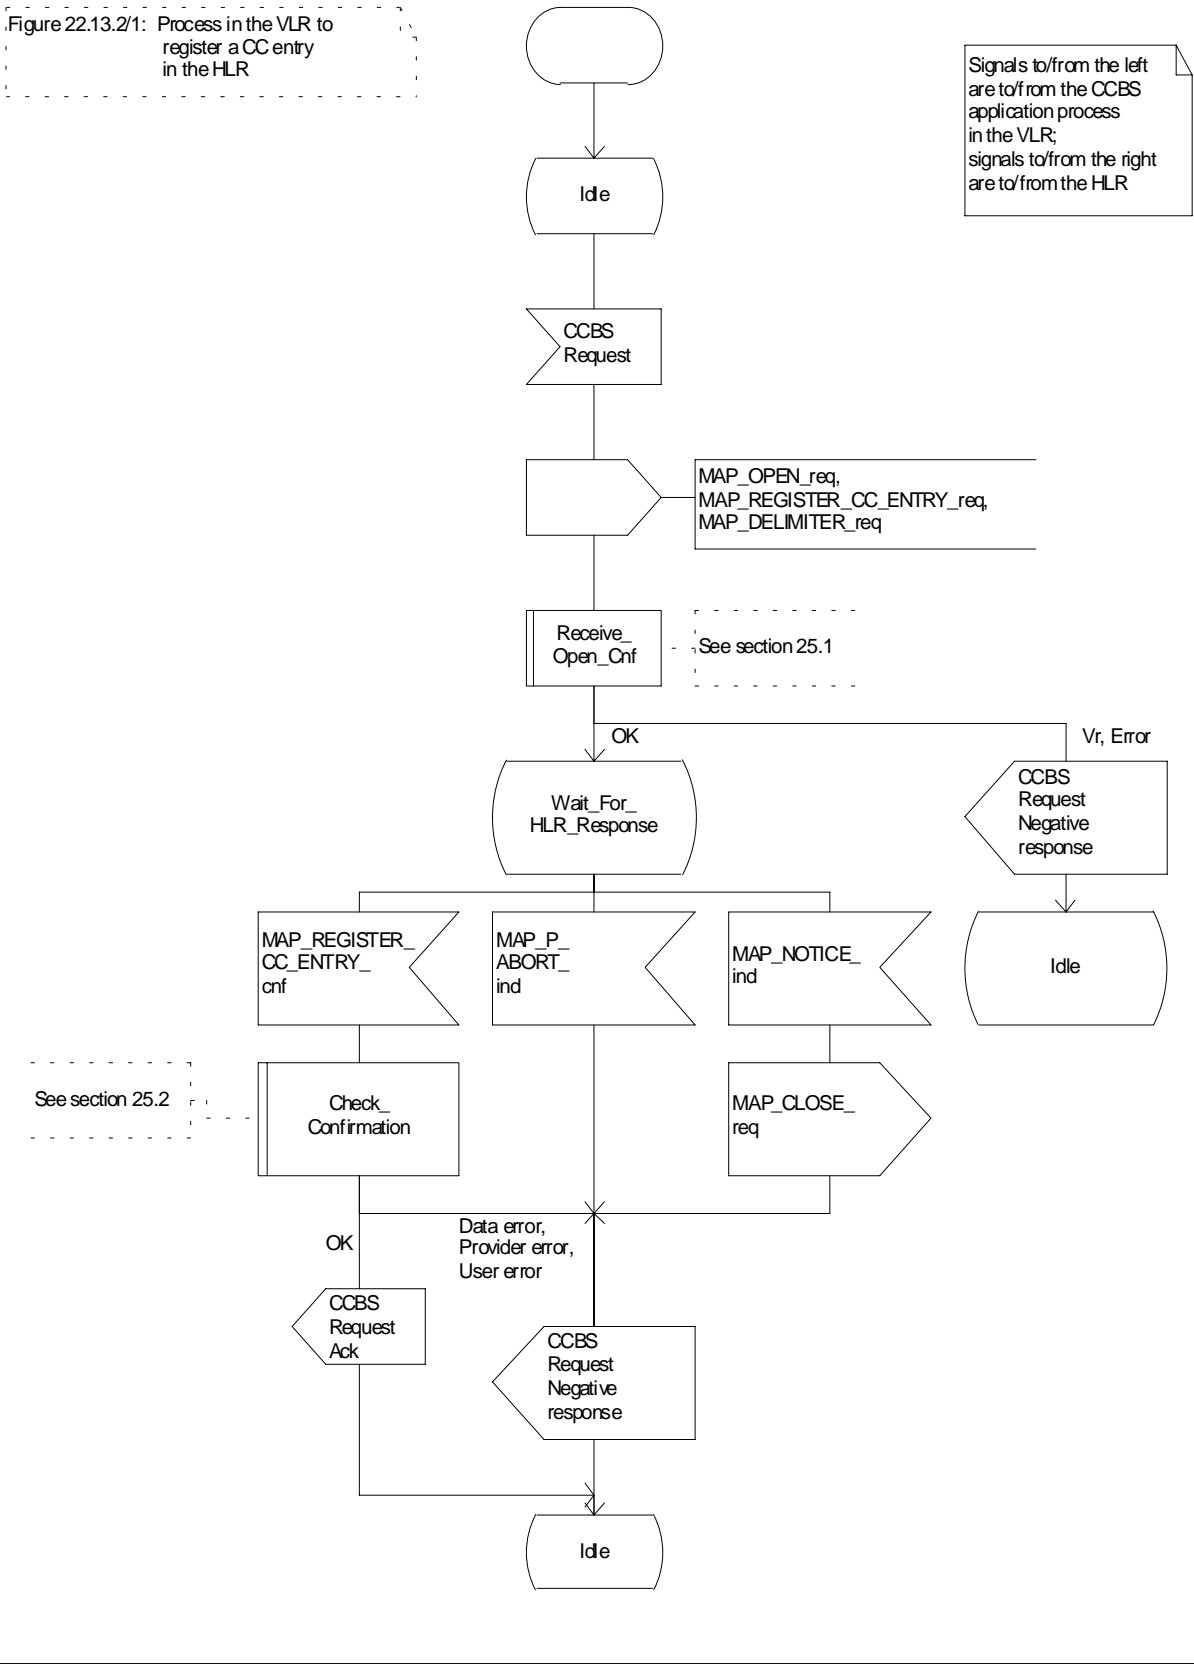 Figure 22.13.2/1: Process in the VLR to
register a CC entry
in the HLR
Signals to/from the left
are to/from the CCBS
application process
in the VLR;
signals to/from the right
are to/from the HLR
Idle
CCBS
Request
MAP_OPEN_req,
MAP_REGISTER_CC_ENTRY_req,
MAP_DELIMITER_req
Receive_
Open_Cnf
See section 25.1
OK
Vr, Error
Wait_For_
HLR_Response
CCBS
Request
Negative
response
MAP_REGISTER_
CC_ENTRY_
cnf
MAP_P_
ABORT_
ind
MAP_NOTICE_
ind
Idle
See section 25.2
Check_
Confirmation
MAP_CLOSE_
req
OK
Data error,
Provider error,
User error
CCBS
Request
Ack
CCBS
Request
Negative
response
Idle